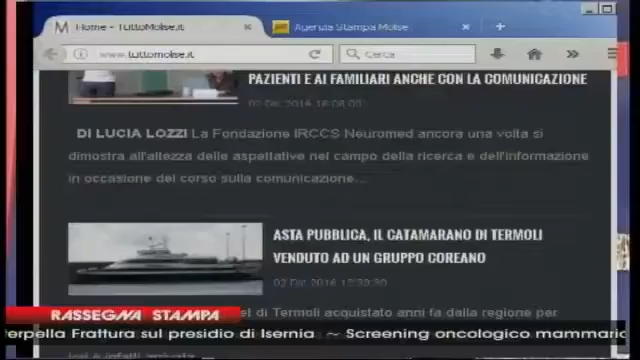 Home - TuttoMolise.it
Agenzia Stampa Molise
www.tuttomolise.it
Cerca
PAZIENTI E AI FAMILIARI ANCHE CON LA COMUNICAZIONE
DI LUCIA LOZZI La Fondazione IRCCS Neuromed ancora una volta si
dimostra all'altezza delle aspettative nel campo della ricerca e dell'informazione
in occasione del corso sulla comunicazione...
ASTA PUBBLICA, IL CATAMARANO DI TERMOLI
VENDUTO AD UN GRUPPO COREANO
el di Termoli acquistato anni fa dalla regione per
RASSEGNA STAMPA
terpella Frattura sul presidio di Isernia ~ Screening oncologico mammario